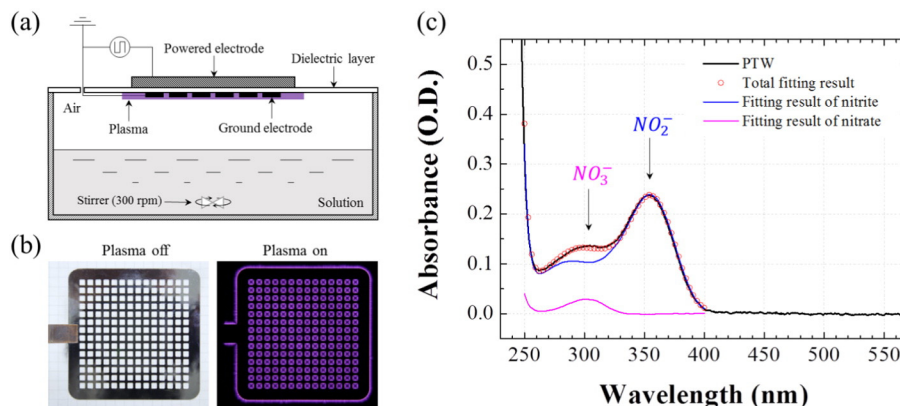 (a)
Powered electrode
Dielectric layer
Air
Plasma
Ground electrode
Stirrer (300 rpm)
Solution
(b)
Plasma off
Plasma on
(c)
PTW
Total fitting result
Fitting result of nitrite
Fitting result of nitrate
NO₂⁻
NO₃⁻
Absorbance (O.D.)
0.5
0.4
0.3
0.2
0.1
0.0
250 300 350 400 450 500 550
Wavelength (nm)